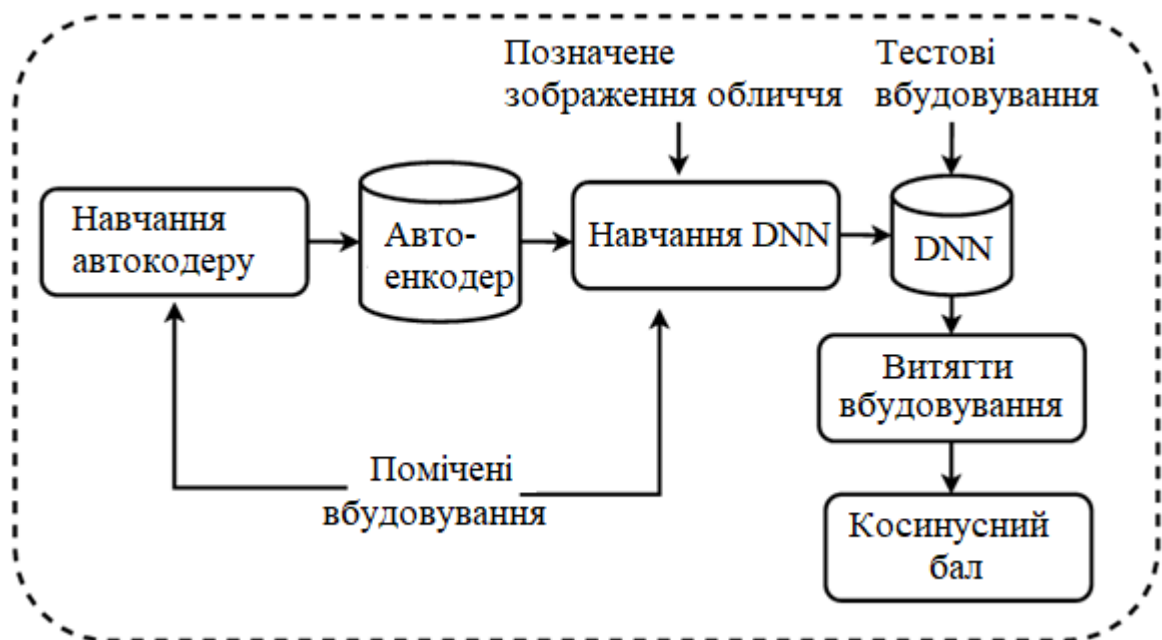 Позначене
зображення обличчя
Тестові
вбудовування
Навчання
автокодеру
Авто-
енкодер
Навчання DNN
DNN
Витягти
вбудовування
Помічені
вбудовування
Косинусний
бал